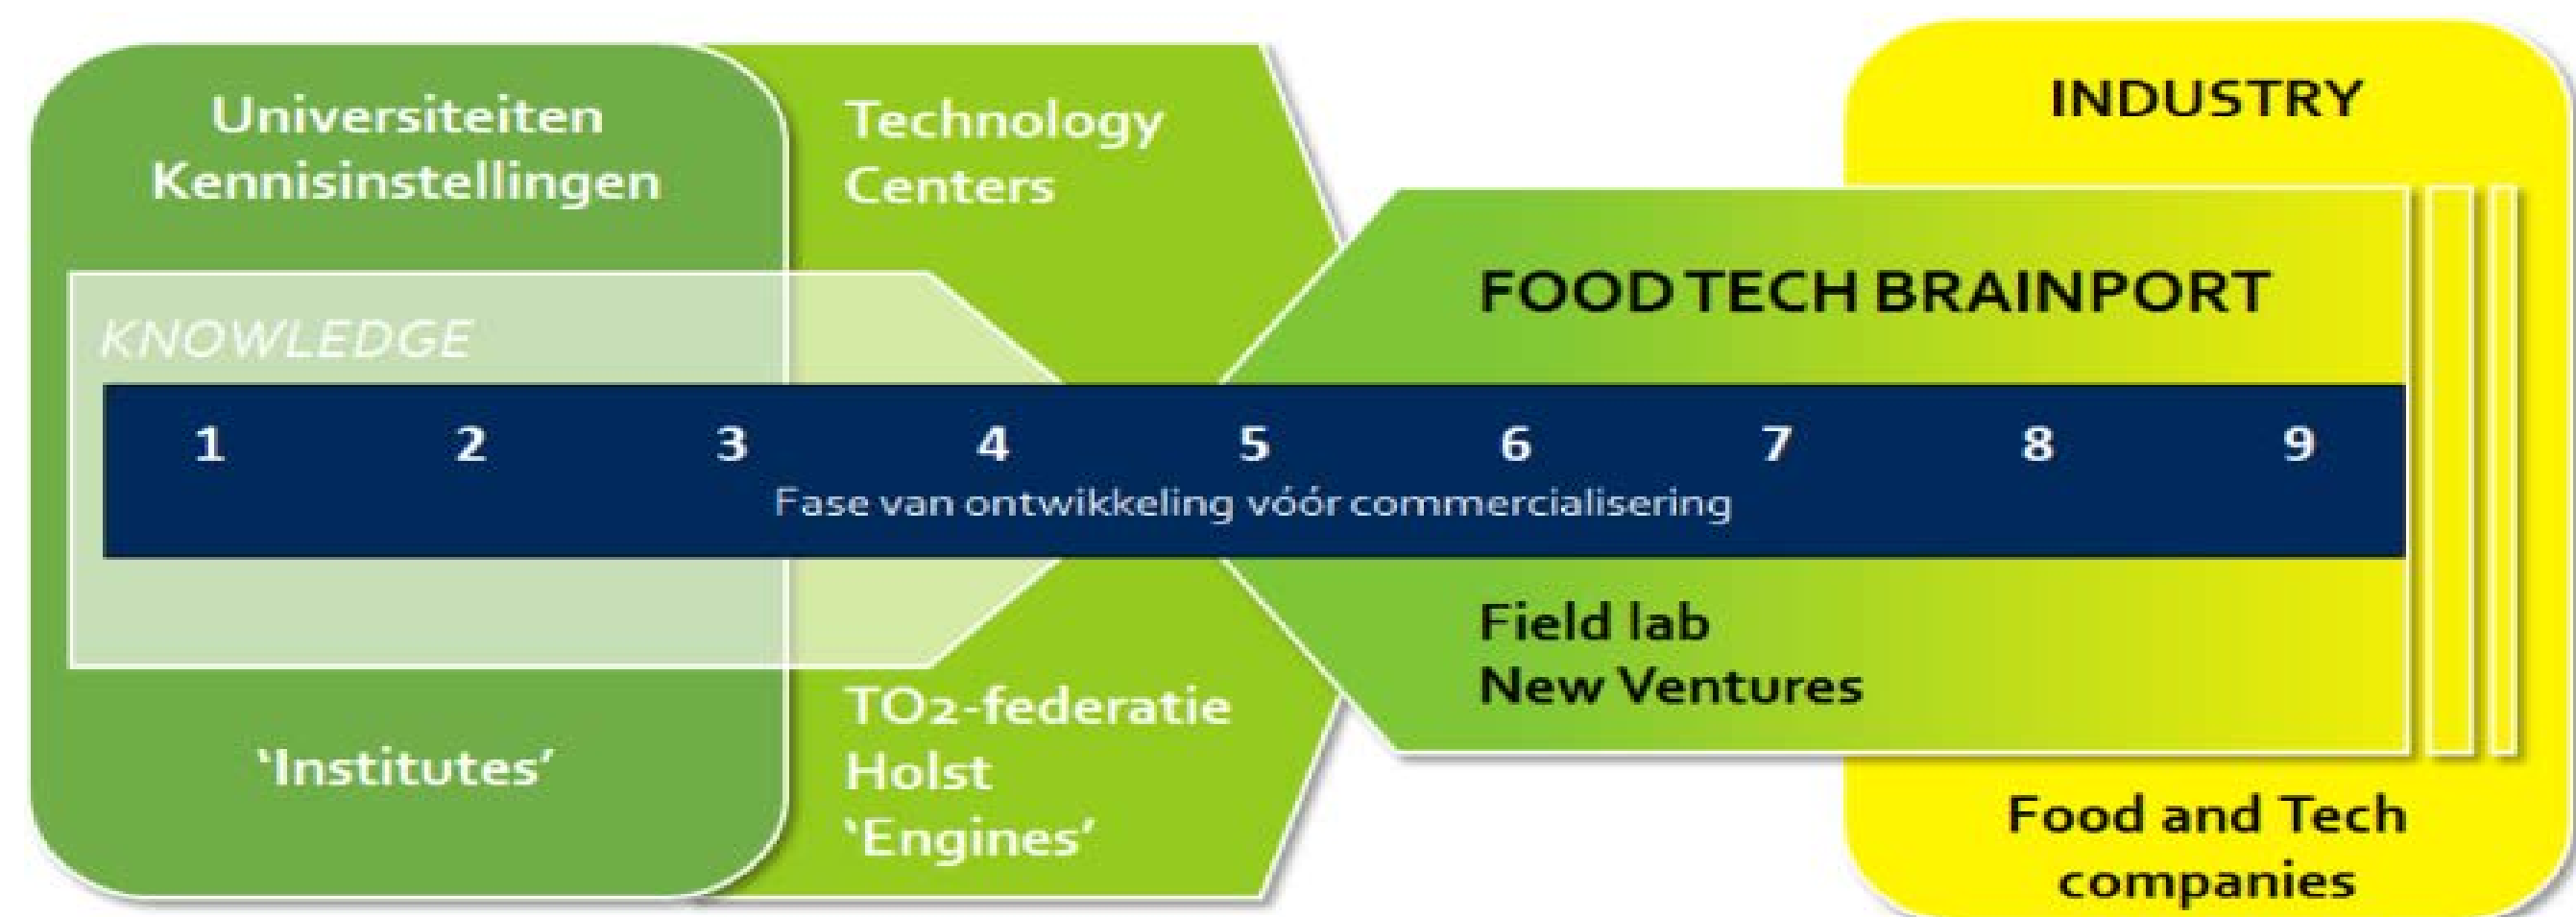 Universiteiten
Kennisinstellingen
Technology
Centers
INDUSTRY
KNOWLEDGE
FOOD TECH BRAINPORT
1 2 3 4 5 6 7 8 9
Fase van ontwikkeling vóór commercialisering
Field lab
New Ventures
'Institutes'
TO2-federatie
Holst
'Engines'
Food and Tech
companies